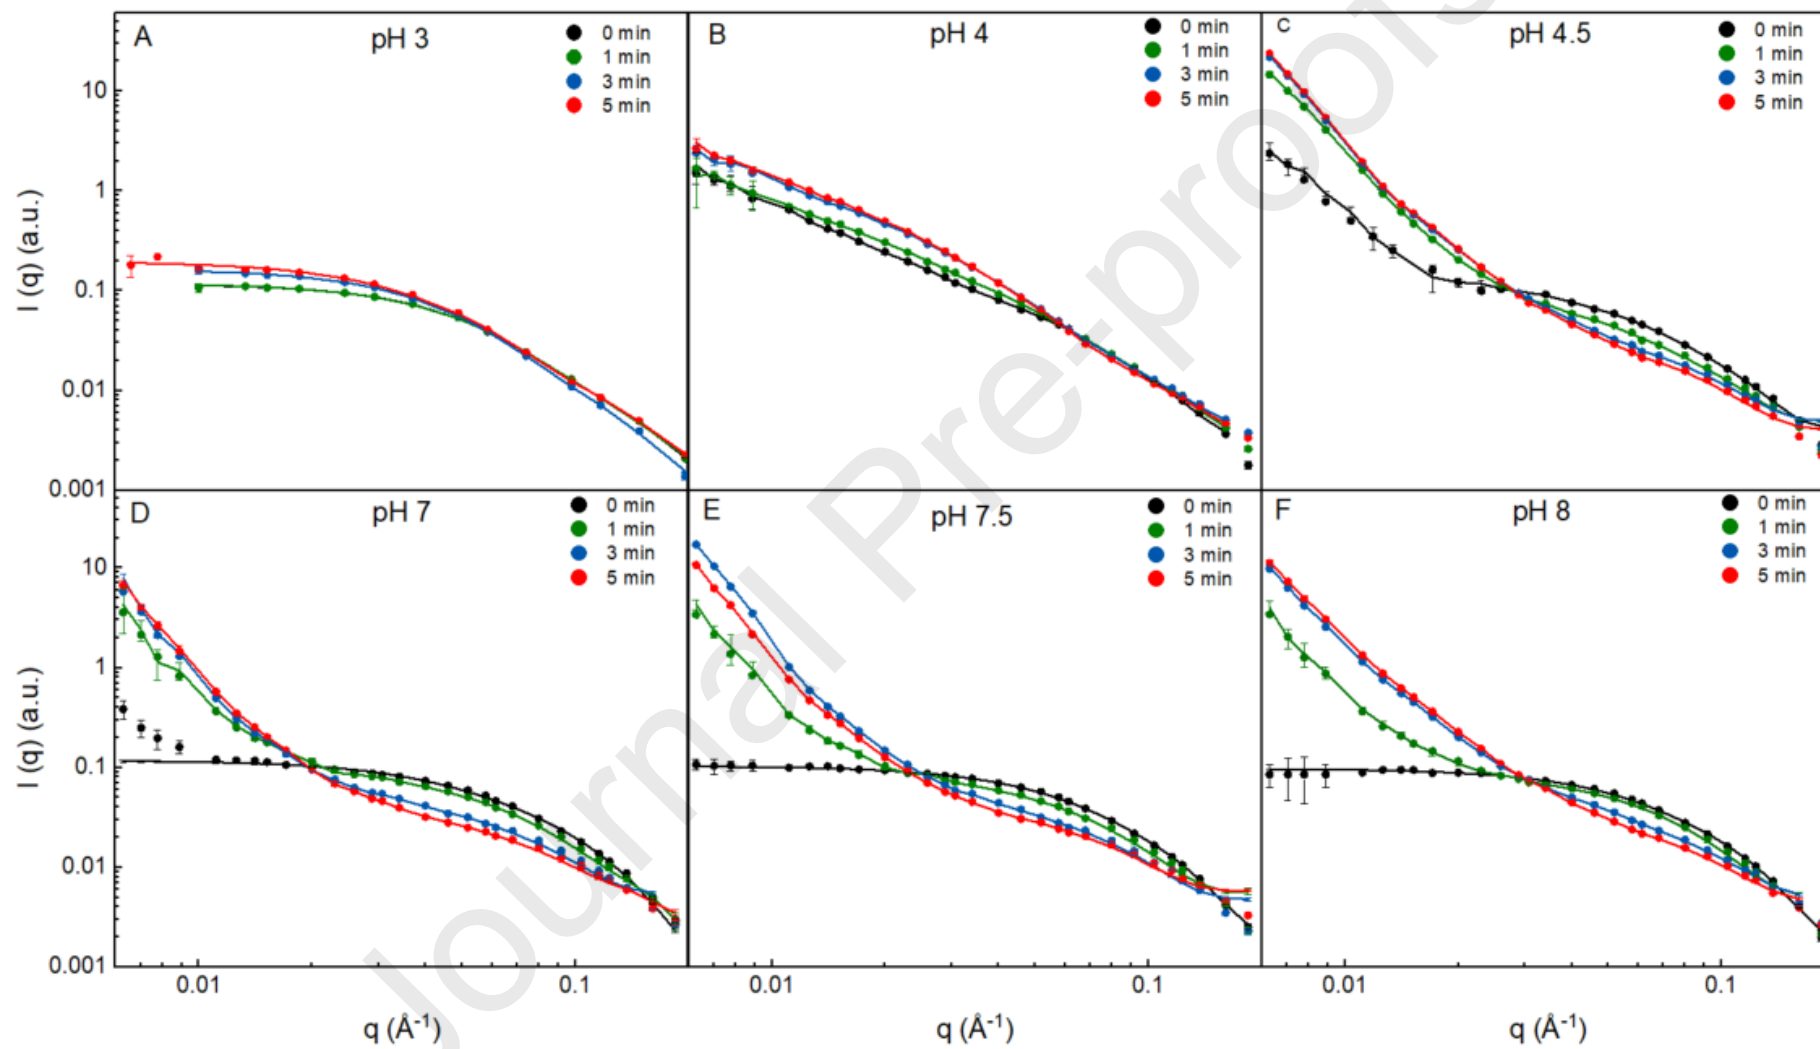 A
pH 3
0 min
1 min
3 min
5 min
B
pH 4
0 min
1 min
3 min
5 min
C
pH 4.5
0 min
1 min
3 min
5 min
I (q) (a.u.)
10
1
0.1
0.01
0.001
D
pH 7
0 min
1 min
3 min
5 min
E
pH 7.5
0 min
1 min
3 min
5 min
F
pH 8
0 min
1 min
3 min
5 min
I (q) (a.u.)
10
1
0.1
0.01
0.001
0.01
0.1
0.01
0.1
0.01
0.1
q (Å⁻¹)
q (Å⁻¹)
q (Å⁻¹)
Journal Pre-proofs